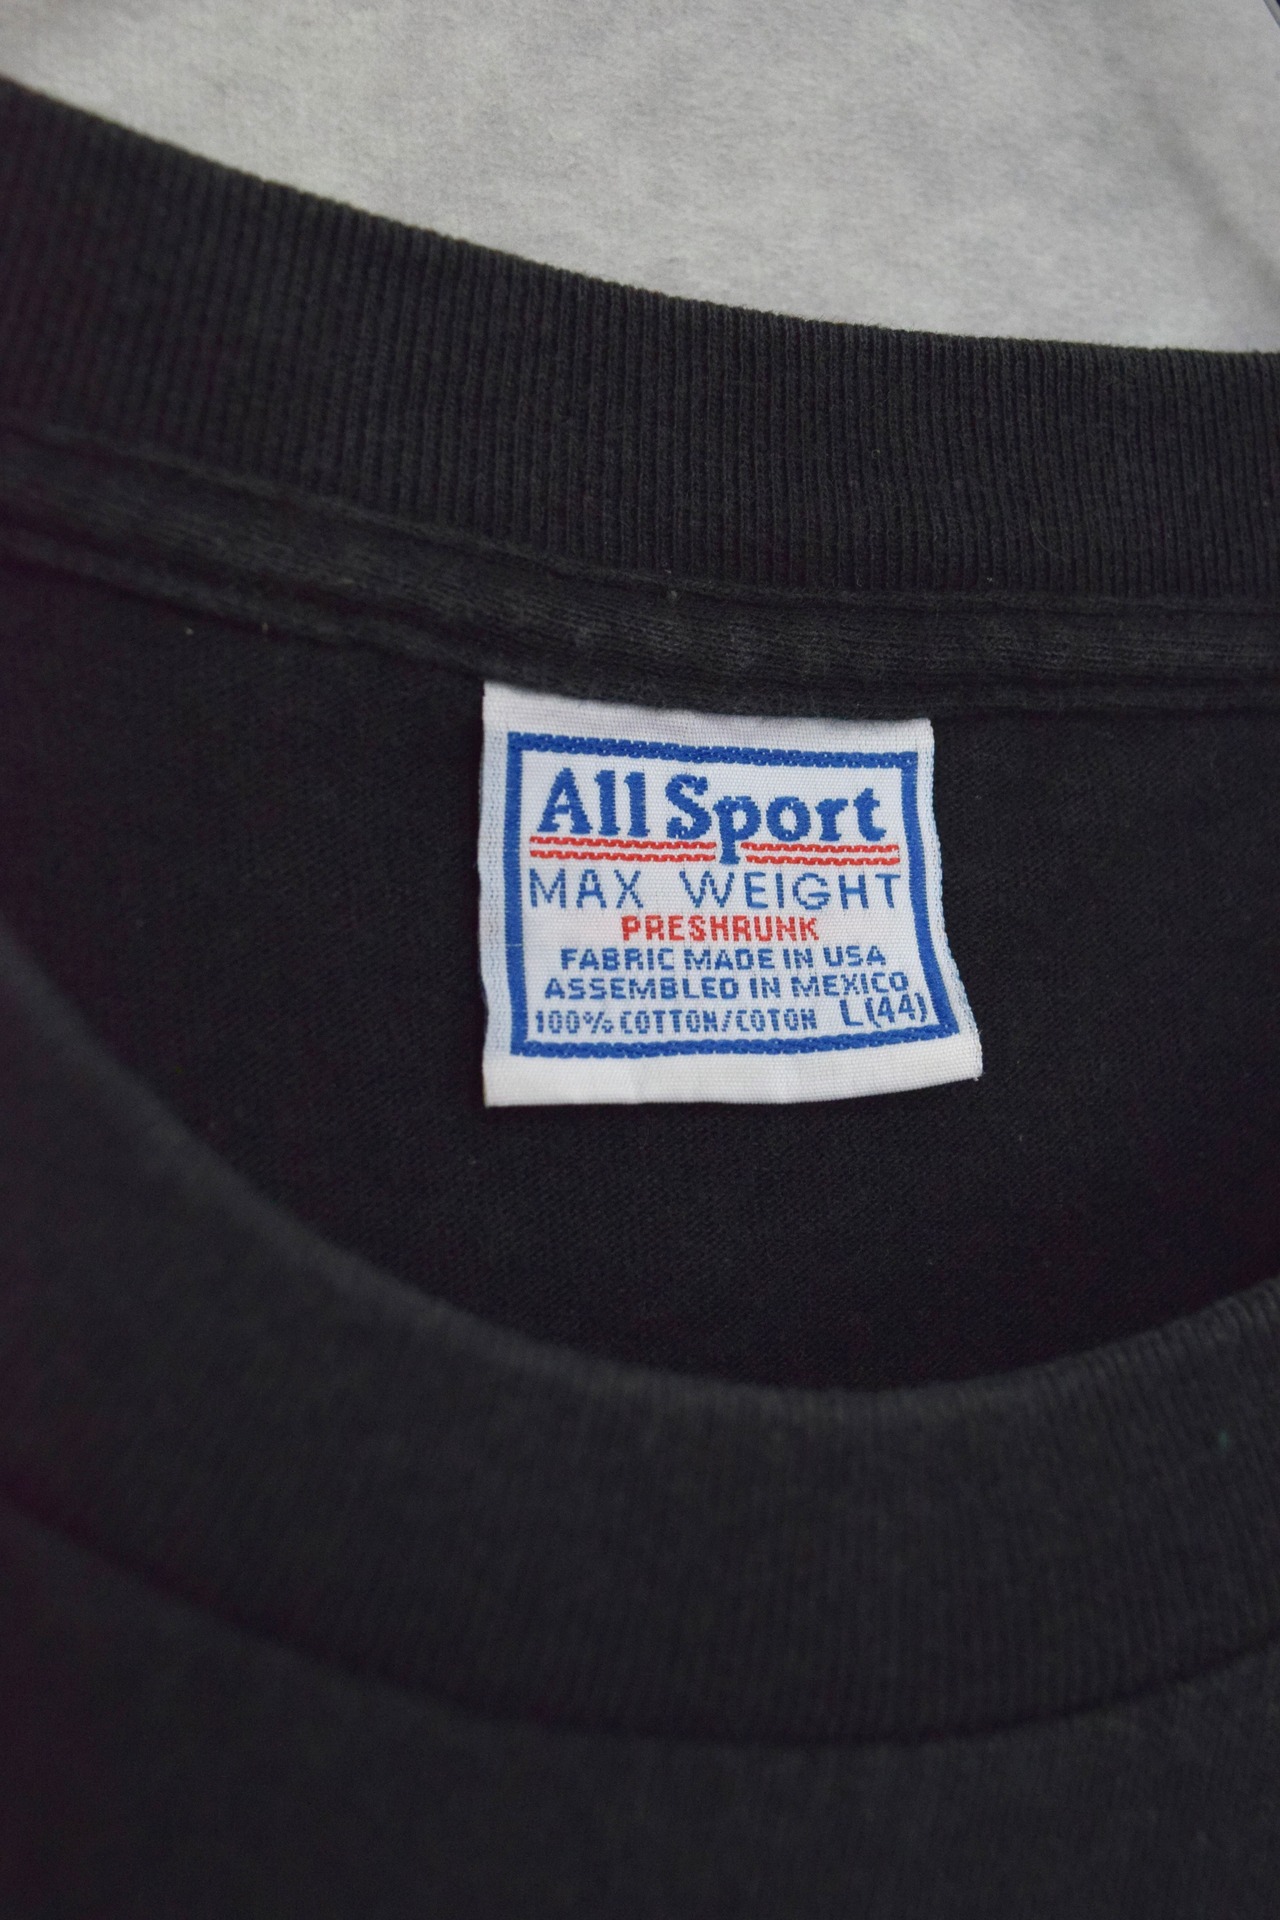 All Sport
MAX WEIGHT
PRESHRUNK
FABRIC MADE IN USA
ASSEMBLED IN MEXICO
100% COTTON/COTON L(44)